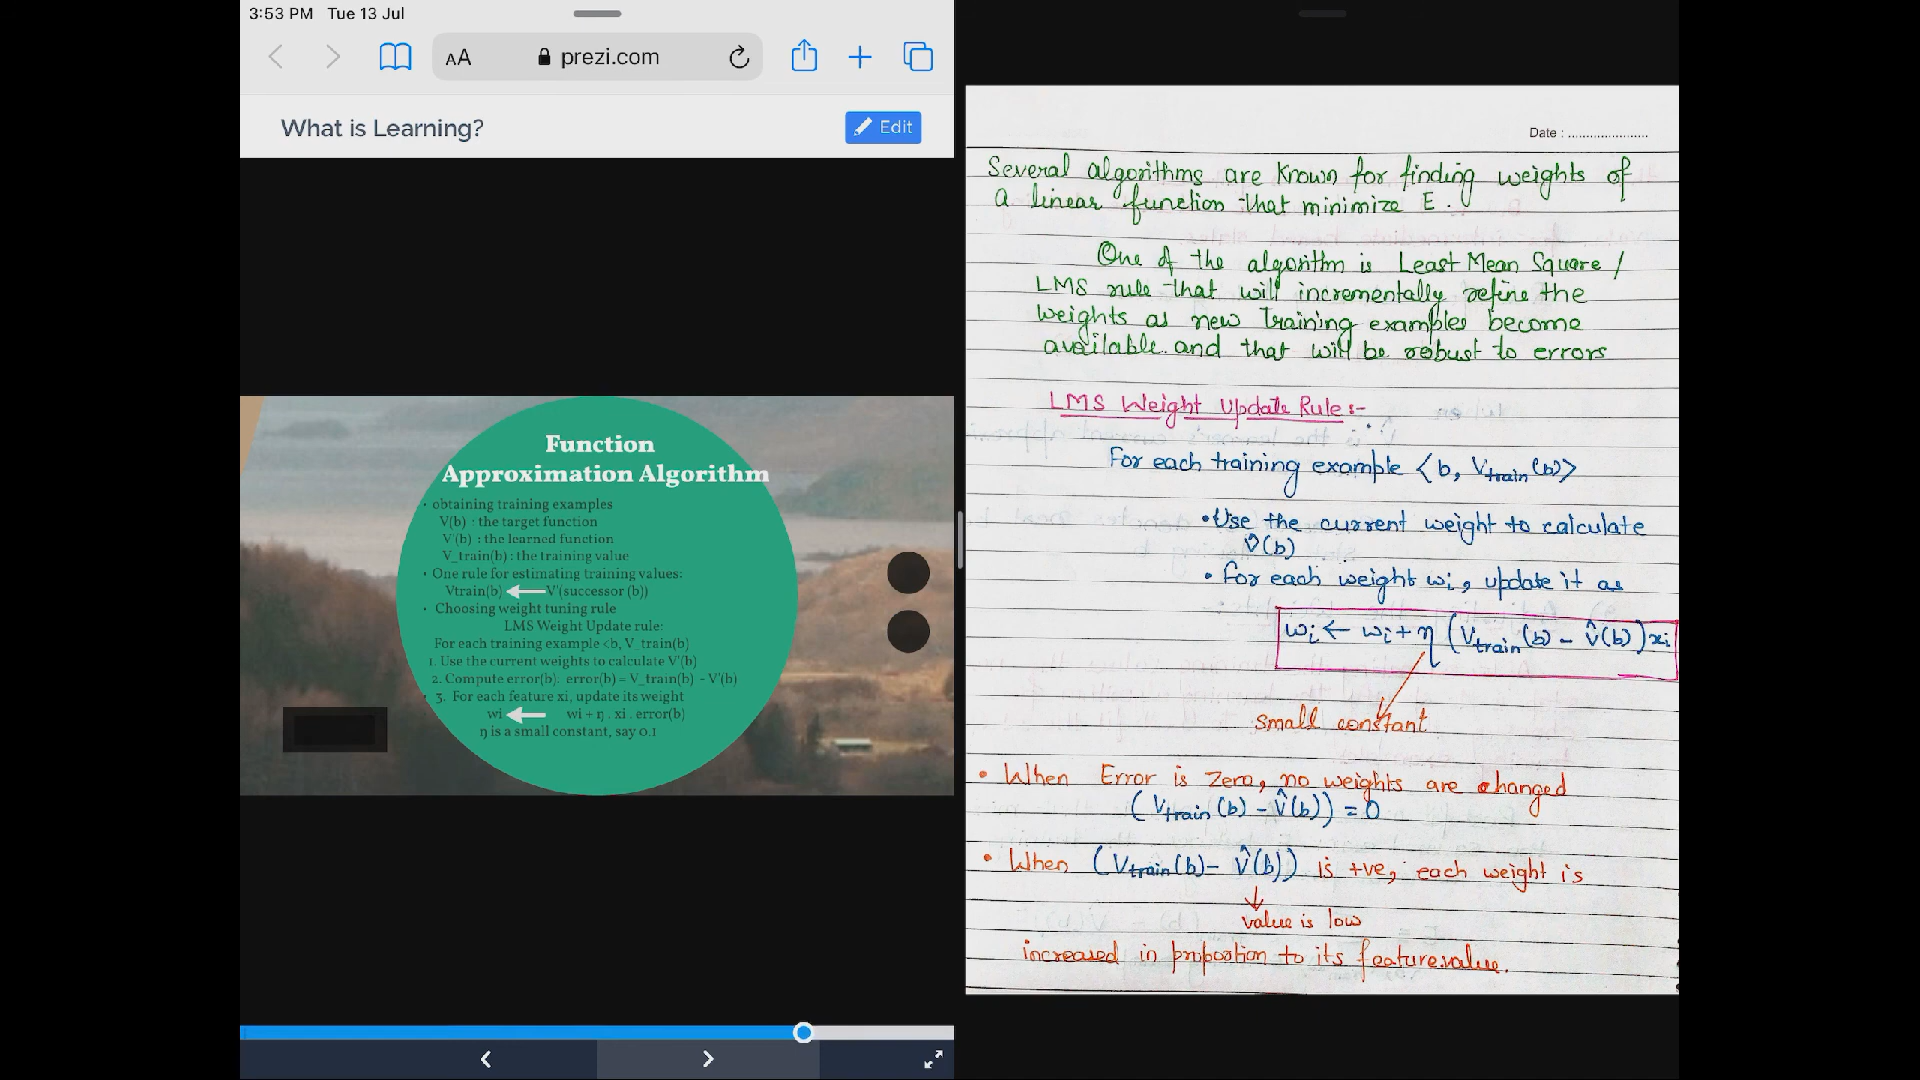 3:53 PM Tue 13 Jul
AA prezi.com
What is Learning?
Edit
Function
Approximation Algorithm
• obtaining training examples
V(b) : the target function
V'(b) : the learned function
V_train(b) : the training value
• One rule for estimating training values:
Vtrain(b) ← V'(successor (b))
• Choosing weight tuning rule
LMS Weight Update rule:
For each training example <b, V_train(b)
1. Use the current weights to calculate V'(b)
2. Compute error(b). error(b) = V_train(b) - V'(b)
• 3. For each feature xi, update its weight
wi ← wi + η . xi . error(b)
η is a small constant, say 0.1
Date : ......................
Several algorithms are known for finding weights of
a linear function that minimize E.
One of the algorithm is Least Mean Square /
LMS rule that will incrementally refine the
weights as new training examples become
available and that will be robust to errors
LMS Weight Update Rule :-
For each training example <b, Vtrain(b)>
• Use the current weight to calculate
V̂(b)
• For each weight wi, update it as
wi ← wi + η (Vtrain(b) - V̂(b)) xi
small constant
• When Error is zero, no weights are changed
(Vtrain(b) - V̂(b)) = 0
• When (Vtrain(b) - V̂(b)) is +ve, each weight is
↓
value is low
increased in propostion to its feature value.